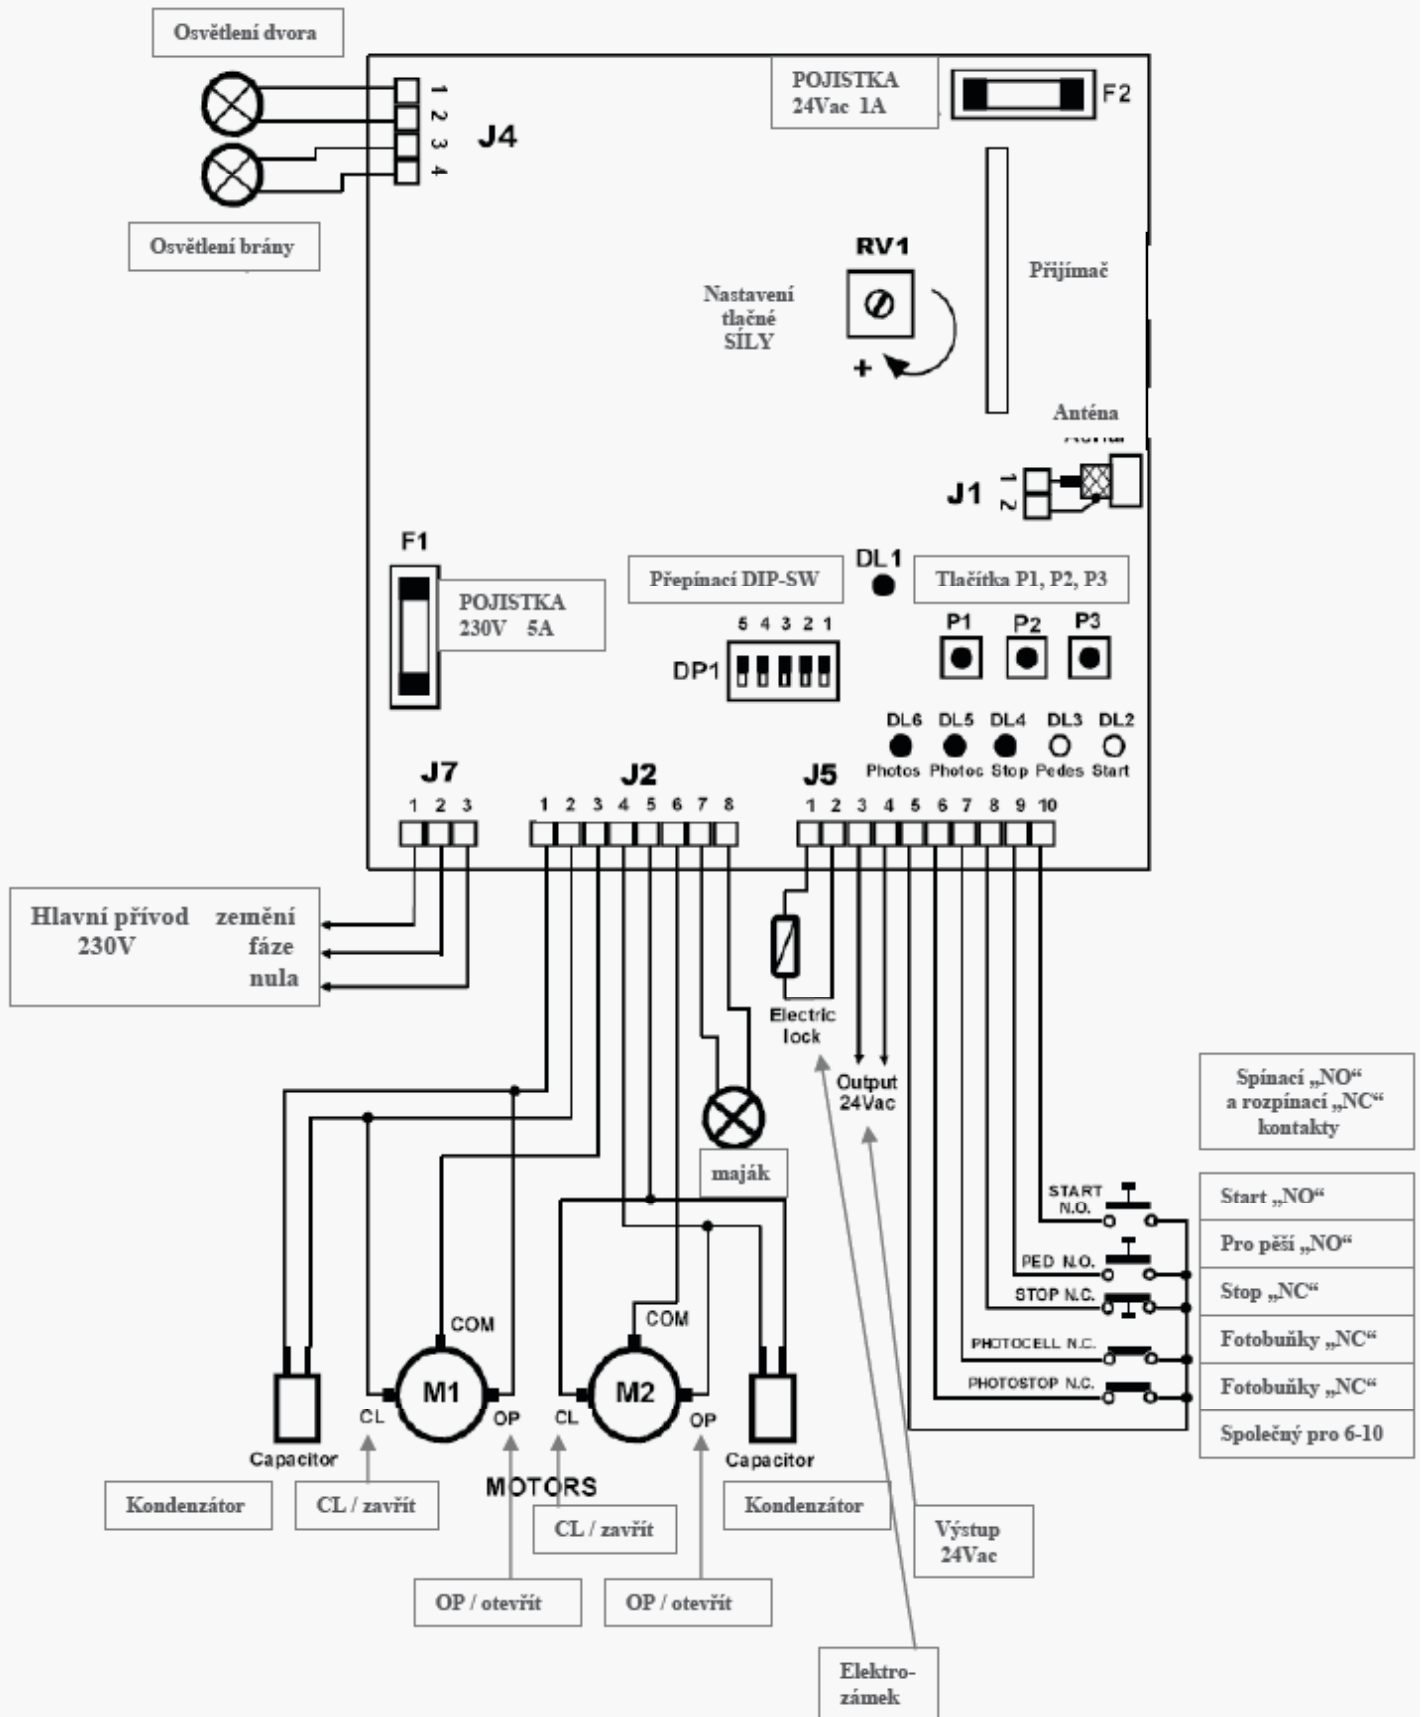 Osvětlení dvora
1
2
3
4
J4
Osvětlení brány
POJISTKA
24Vac 1A
F2
RV1
Nastavení
tlačné
SÍLY
+
Přijímač
Anténa
J1
1
2
F1
POJISTKA
230V 5A
Přepínací DIP-SW
DL1
Tlačítka P1, P2, P3
5 4 3 2 1
DP1
P1 P2 P3
DL6 DL5 DL4 DL3 DL2
Photos Photoc Stop Pedes Start
J7 J2 J5
1 2 3
1 2 3 4 5 6 7 8
1 2 3 4 5 6 7 8 9 10
Hlavní přívod zemnění
230V fáze
nula
Electric
lock
Output
24Vac
maják
Spínací „NO“
a rozpínací „NC“
kontakty
START
N.O.
Start „NO“
PED N.O.
Pro pěší „NO“
STOP N.C.
Stop „NC“
PHOTOCELL N.C.
Fotobuňky „NC“
PHOTOSTOP N.C.
Fotobuňky „NC“
Společný pro 6-10
COM
M1
CL
OP
COM
M2
CL
OP
Capacitor
Capacitor
MOTORS
Kondenzátor
CL / zavřít
CL / zavřít
Kondenzátor
OP / otevřít
OP / otevřít
Výstup
24Vac
Elektro-
zámek